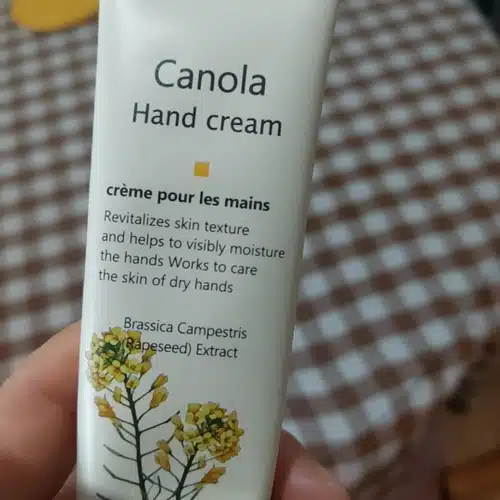 Canola
Hand cream
crème pour les mains
Revitalizes skin texture
and helps to visibly moisture
the hands Works to care
the skin of dry hands
Brassica Campestris
(Rapeseed) Extract